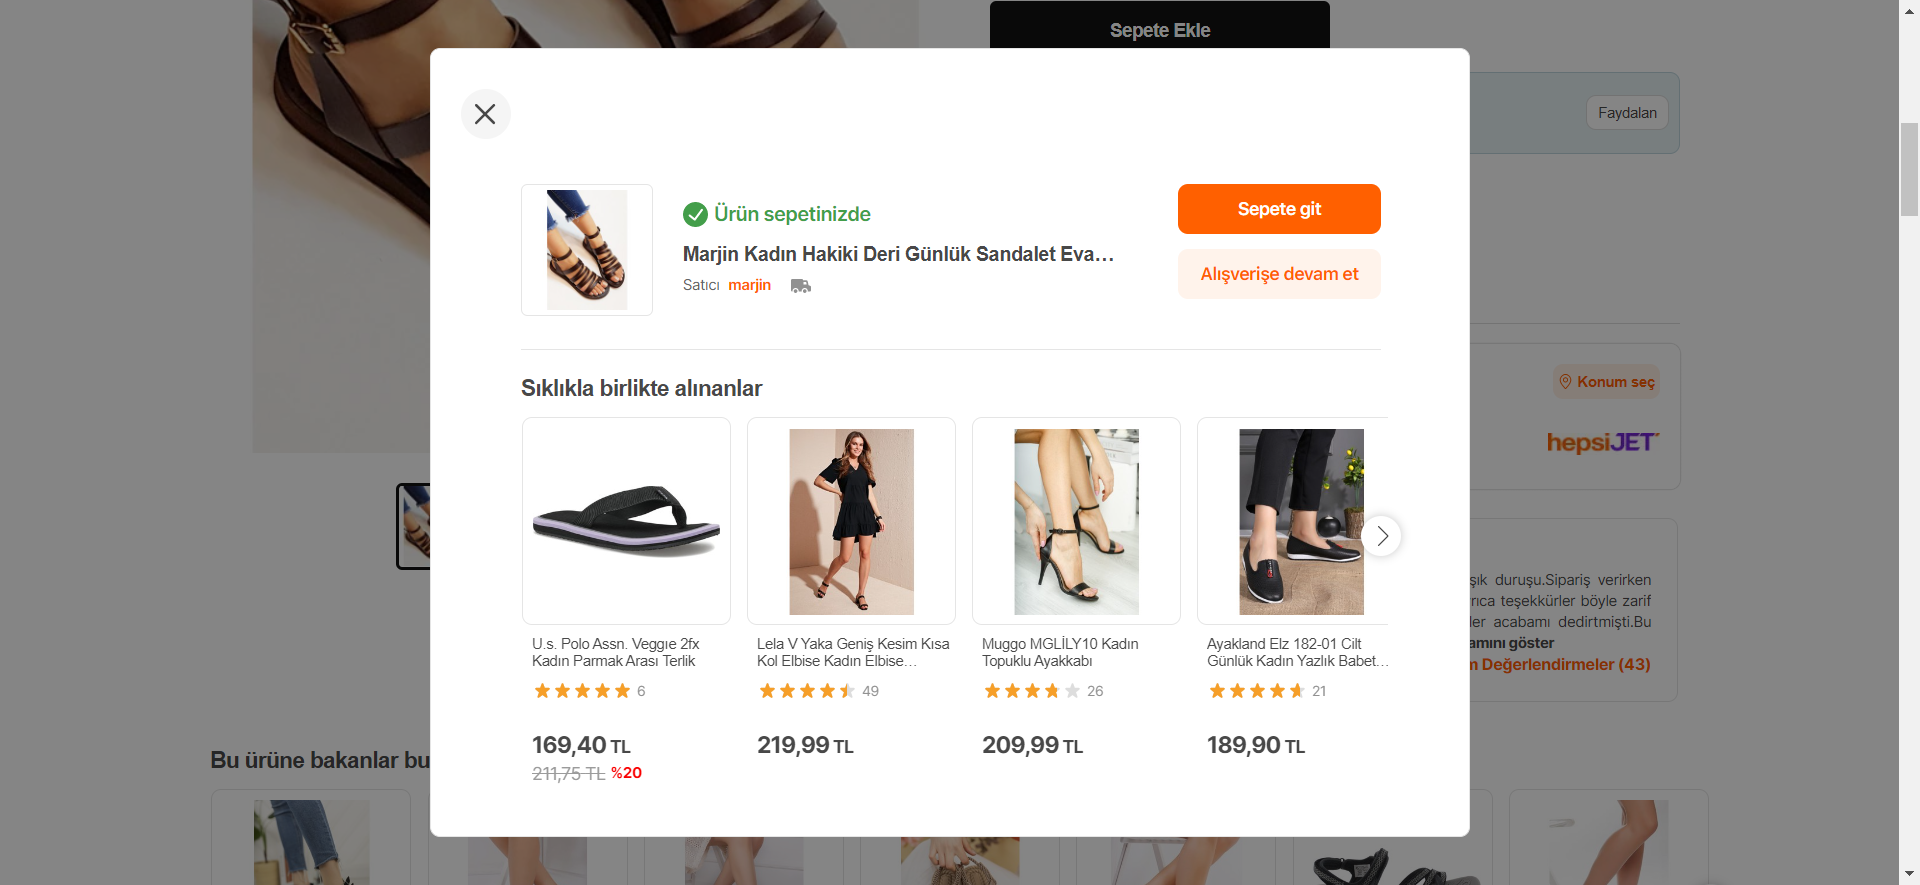 Sepete Ekle
Faydalan
Ürün sepetinizde
Marjin Kadın Hakiki Deri Günlük Sandalet Eva...
Satıcı marjin
Sepete git
Alışverişe devam et
Konum seç
hepsiJET
Sıklıkla birlikte alınanlar
U.s. Polo Assn. Veggıe 2fx
Kadın Parmak Arası Terlik
6
169,40 TL
211,75 TL %20
Lela V Yaka Geniş Kesim Kısa
Kol Elbise Kadın Elbise...
49
219,99 TL
Muggo MGLİLY10 Kadın
Topuklu Ayakkabı
26
209,99 TL
Ayakland Elz 182-01 Cilt
Günlük Kadın Yazlık Babet...
21
189,90 TL
şık duruşu.Sipariş verirken
rıca teşekkürler böyle zarif
ler acabamı dedirtmişti.Bu
amını göster
m Değerlendirmeler (43)
Bu ürüne bakanlar bu